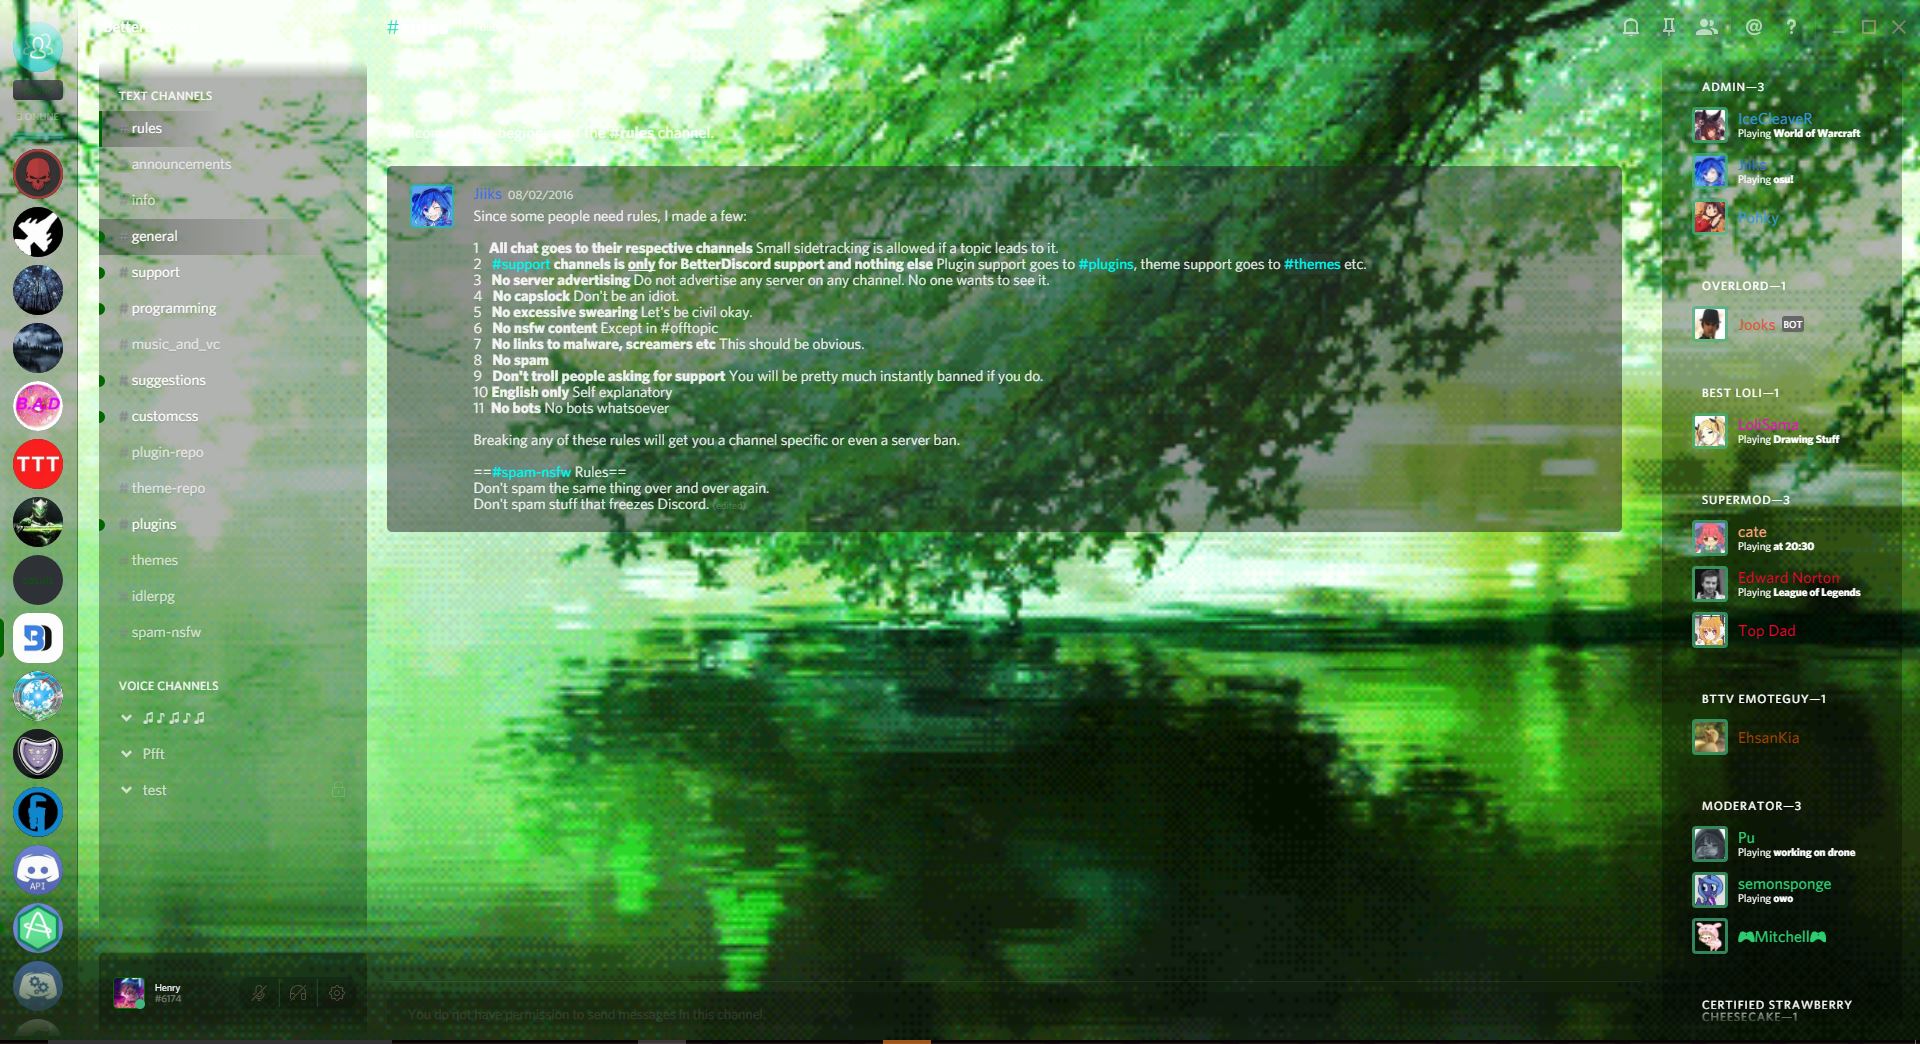 Better
#
3 ONLINE
TEXT CHANNELS
# rules
announcements
# info
# general
# support
# programming
# music_and_vc
# suggestions
# customcss
# plugin-repo
# theme-repo
# plugins
# themes
# idlerpg
# spam-nsfw
VOICE CHANNELS
♫♪♫♪♫
Pfft
test
Henry
#6174
B.A.D
TTT
API
the #rules channel.
Jiiks 08/02/2016
Since some people need rules, I made a few:
1 All chat goes to their respective channels Small sidetracking is allowed if a topic leads to it.
2 #support channels is only for BetterDiscord support and nothing else Plugin support goes to #plugins, theme support goes to #themes etc.
3 No server advertising Do not advertise any server on any channel. No one wants to see it.
4 No capslock Don't be an idiot.
5 No excessive swearing Let's be civil okay.
6 No nsfw content Except in #offtopic
7 No links to malware, screamers etc This should be obvious.
8 No spam
9 Don't troll people asking for support You will be pretty much instantly banned if you do.
10 English only Self explanatory
11 No bots No bots whatsoever
Breaking any of these rules will get you a channel specific or even a server ban.
==#spam-nsfw Rules==
Don't spam the same thing over and over again.
Don't spam stuff that freezes Discord. (edited)
You do not have permission to send messages in this channel.
ADMIN—3
IceCleaveR
Playing World of Warcraft
Jiiks
Playing osu!
Pohky
OVERLORD—1
Jooks BOT
BEST LOLI—1
LoliSama
Playing Drawing Stuff
SUPERMOD—3
cate
Playing at 20:30
Edward Norton
Playing League of Legends
Top Dad
BTTV EMOTEGUY—1
EhsanKia
MODERATOR—3
Pu
Playing working on drone
semonsponge
Playing owo
🎮Mitchell🎮
CERTIFIED STRAWBERRY
CHEESECAKE—1